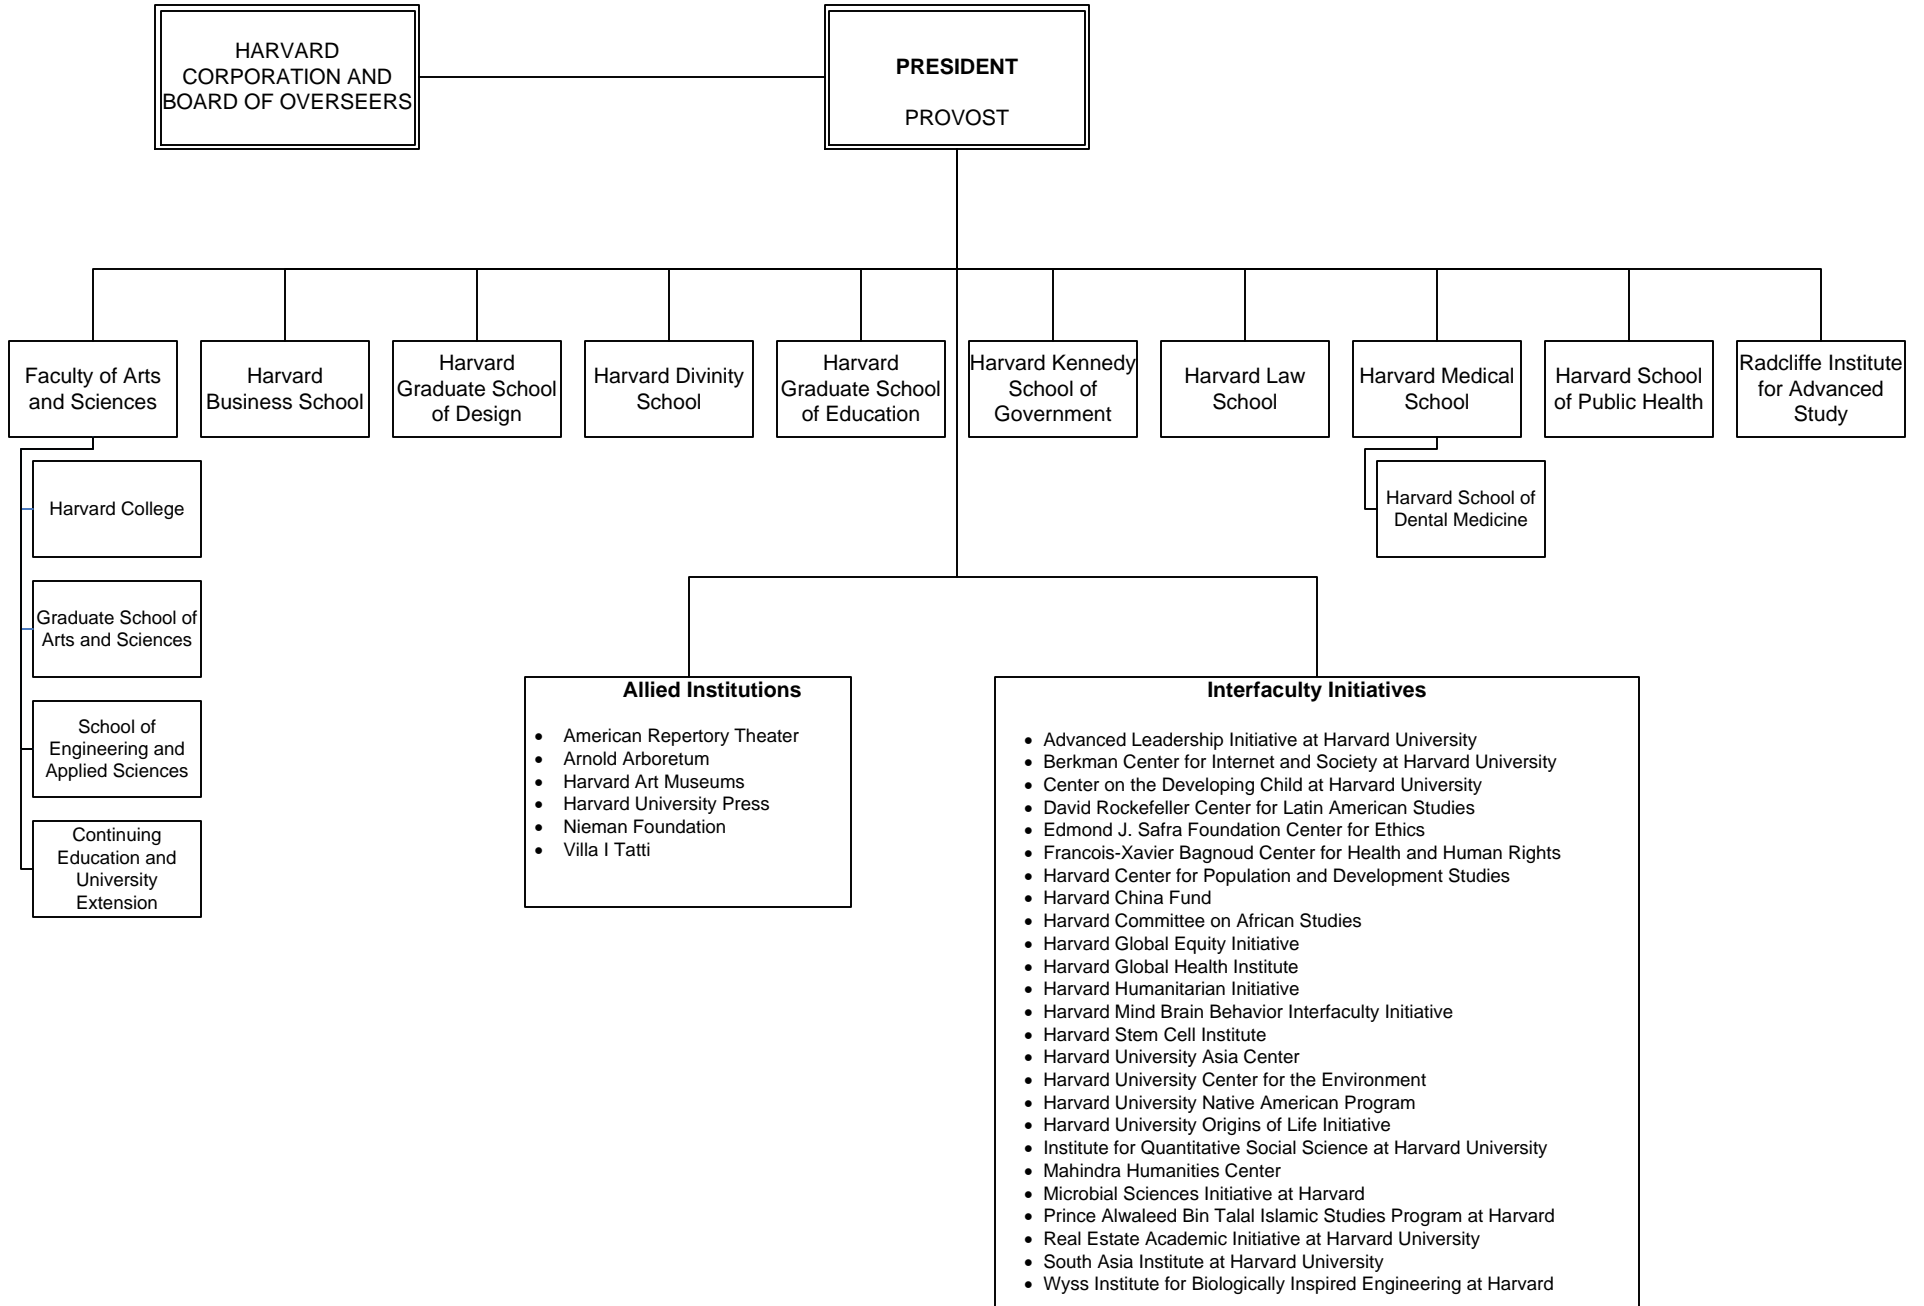 HARVARD
CORPORATION AND
BOARD OF OVERSEERS
PRESIDENT
PROVOST
Faculty of Arts
and Sciences
Harvard
Business School
Harvard
Graduate School
of Design
Harvard Divinity
School
Harvard
Graduate School
of Education
Harvard Kennedy
School of
Government
Harvard Law
School
Harvard Medical
School
Harvard School
of Public Health
Radcliffe Institute
for Advanced
Study
Harvard College
Graduate School of
Arts and Sciences
School of
Engineering and
Applied Sciences
Continuing
Education and
University
Extension
Harvard School of
Dental Medicine
Allied Institutions
• American Repertory Theater
• Arnold Arboretum
• Harvard Art Museums
• Harvard University Press
• Nieman Foundation
• Villa I Tatti
Interfaculty Initiatives
• Advanced Leadership Initiative at Harvard University
• Berkman Center for Internet and Society at Harvard University
• Center on the Developing Child at Harvard University
• David Rockefeller Center for Latin American Studies
• Edmond J. Safra Foundation Center for Ethics
• Francois-Xavier Bagnoud Center for Health and Human Rights
• Harvard Center for Population and Development Studies
• Harvard China Fund
• Harvard Committee on African Studies
• Harvard Global Equity Initiative
• Harvard Global Health Institute
• Harvard Humanitarian Initiative
• Harvard Mind Brain Behavior Interfaculty Initiative
• Harvard Stem Cell Institute
• Harvard University Asia Center
• Harvard University Center for the Environment
• Harvard University Native American Program
• Harvard University Origins of Life Initiative
• Institute for Quantitative Social Science at Harvard University
• Mahindra Humanities Center
• Microbial Sciences Initiative at Harvard
• Prince Alwaleed Bin Talal Islamic Studies Program at Harvard
• Real Estate Academic Initiative at Harvard University
• South Asia Institute at Harvard University
• Wyss Institute for Biologically Inspired Engineering at Harvard